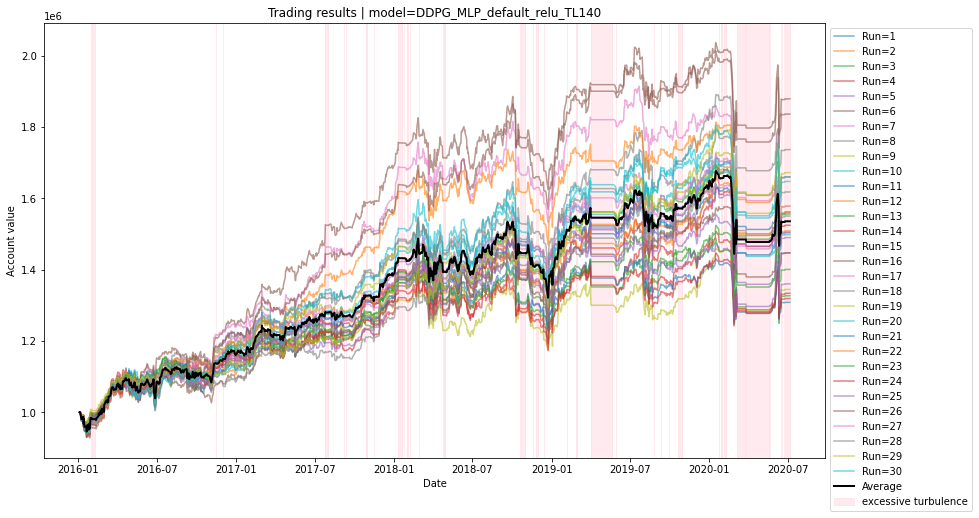 Trading results | model=DDPG_MLP_default_relu_TL140
1e6
2.0
1.8
1.6
1.4
1.2
1.0
Account value
2016-01
2016-07
2017-01
2017-07
2018-01
2018-07
2019-01
2019-07
2020-01
2020-07
Date
Run=1
Run=2
Run=3
Run=4
Run=5
Run=6
Run=7
Run=8
Run=9
Run=10
Run=11
Run=12
Run=13
Run=14
Run=15
Run=16
Run=17
Run=18
Run=19
Run=20
Run=21
Run=22
Run=23
Run=24
Run=25
Run=26
Run=27
Run=28
Run=29
Run=30
Average
excessive turbulence